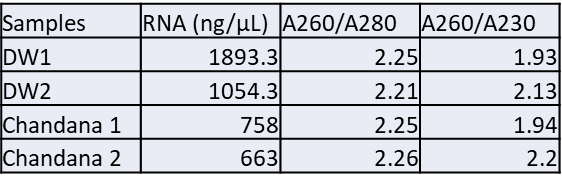 Samples RNA (ng/µL) A260/A280 A260/A230
DW1 1893.3 2.25 1.93
DW2 1054.3 2.21 2.13
Chandana 1 758 2.25 1.94
Chandana 2 663 2.26 2.2